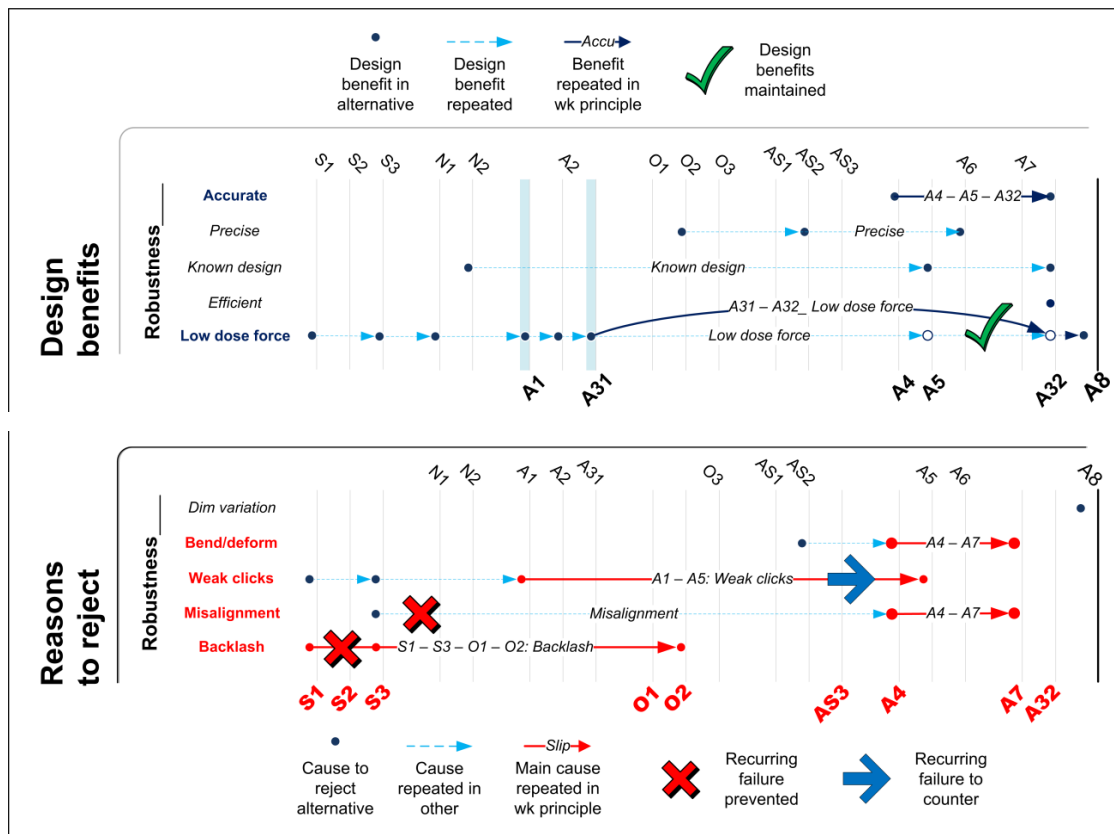 Accu
Design
benefit in
alternative
Design
benefit
repeated
Benefit
repeated in
wk principle
Design
benefits
maintained
Design
benefits
Robustness
S1 S2 S3 N1 N2 A2 O1 O2 O3 AS1 AS2 AS3 A6 A7
Accurate
A4 – A5 – A32
Precise
Precise
Known design
Known design
Efficient
A31 – A32_ Low dose force
Low dose force
Low dose force
A1 A31 A4 A5 A32 A8
Reasons
to reject
Robustness
N1 N2 A1 A2 A31 O3 AS1 AS2 A5 A6 A8
Dim variation
Bend/deform
A4 – A7
Weak clicks
A1 – A5: Weak clicks
Misalignment
Misalignment
A4 – A7
Backlash
S1 – S3 – O1 – O2: Backlash
S1 S2 S3 O1 O2 AS3 A4 A7 A32
Slip
Cause to
reject
alternative
Cause
repeated in
other
Main cause
repeated in
wk principle
Recurring
failure
prevented
Recurring
failure to
counter